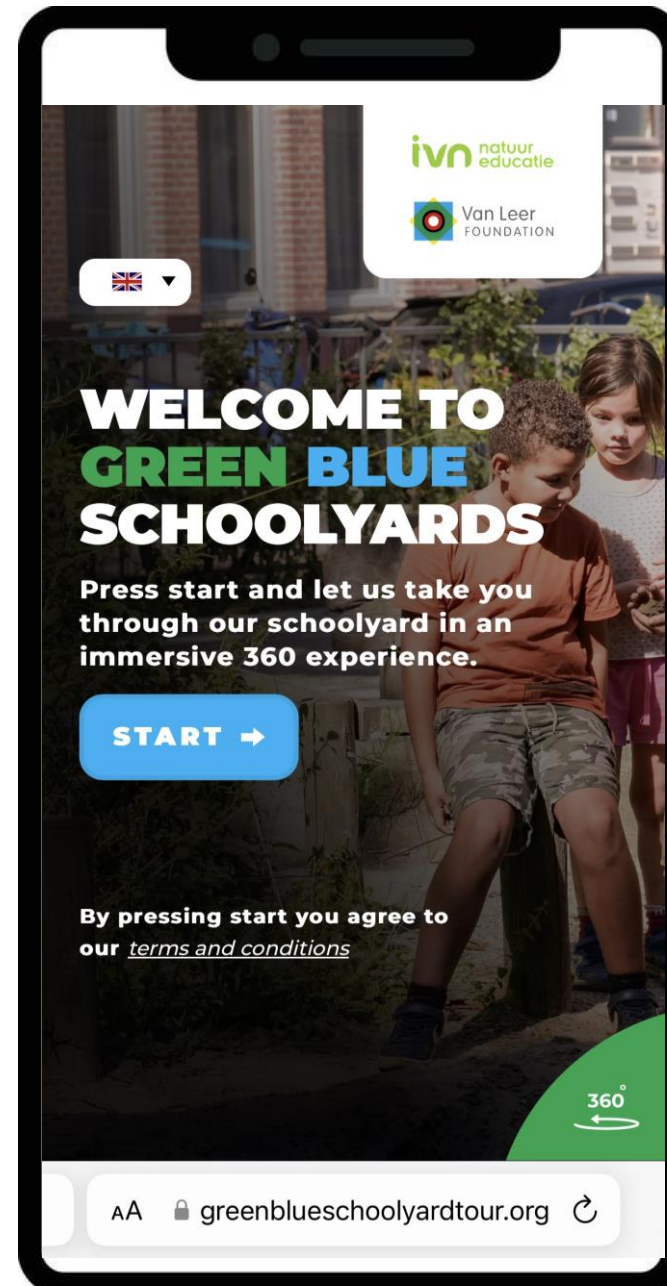 ivn natuur
educatie
Van Leer
FOUNDATION
WELCOME TO
GREEN BLUE
SCHOOLYARDS
Press start and let us take you
through our schoolyard in an
immersive 360 experience.
START
By pressing start you agree to
our terms and conditions
360°
AA greenblueschoolyardtour.org